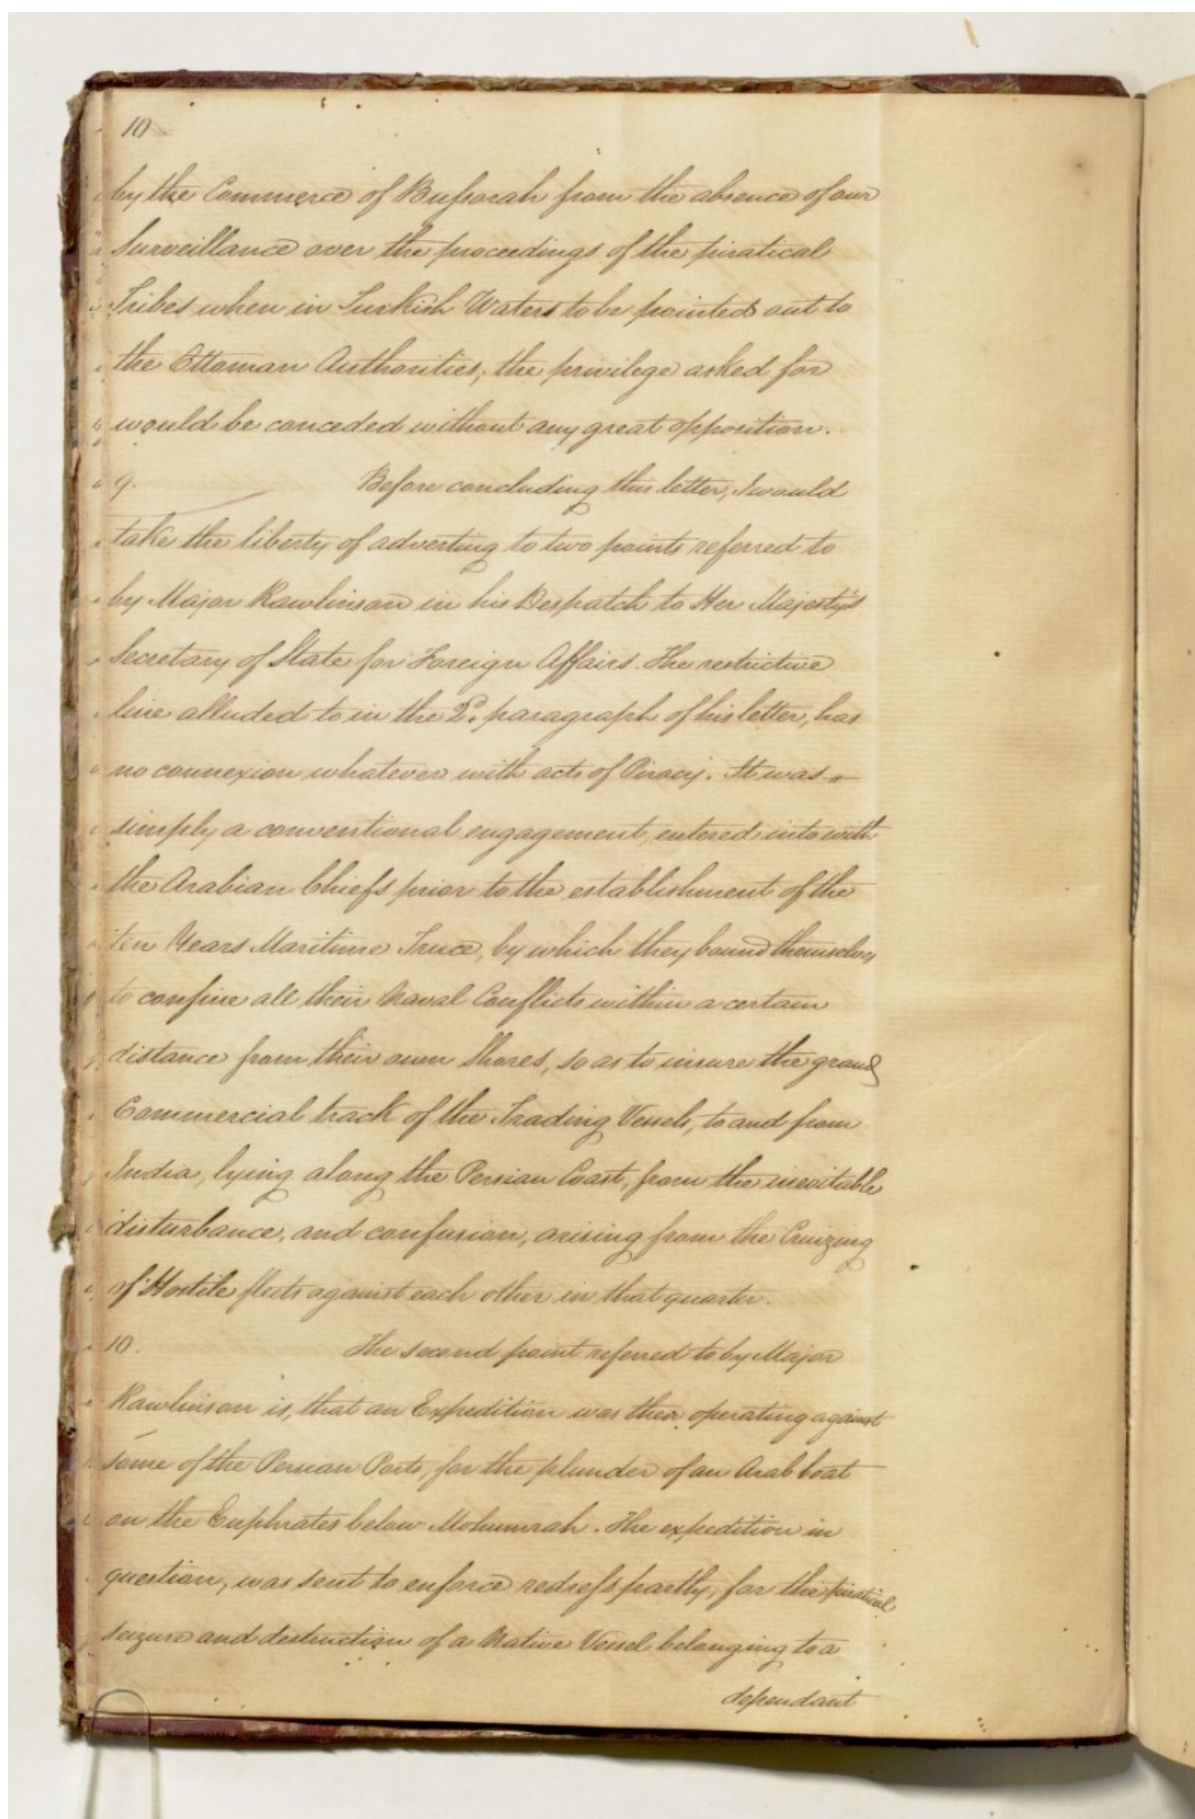 10
by the Commerce of Bussorah from the absence of our
Surveillance over the proceedings of the piratical
Tribes when in Turkish Waters to be pointed out to
the Ottoman Authorities, the privilege asked for
would be conceded without any great opposition.
9. Before concluding this letter, I would
take the liberty of adverting to two points referred to
by Major Rawlinson in his Despatch to Her Majesty's
Secretary of State for Foreign Affairs. The restrictive
line alluded to in the 2d. paragraph of his letter, has
no connexion whatever with acts of Piracy. It was
simply a conventional engagement, entered into with
the Arabian Chiefs prior to the establishment of the
ten Years Maritime Truce, by which they bound themselves
to confine all their Naval Conflicts within a certain
distance from their own Shores, so as to insure the grand
Commercial track of the Trading Vessels, to and from
India, lying along the Persian Coast, from the inevitable
disturbance, and confusion, arising from the Cruizing
of Hostile fleets against each other in that quarter.
10. The second point referred to by Major
Rawlinson is, that an Expedition was then operating against
some of the Persian Ports, for the plunder of an Arab boat
on the Euphrates below Mohumrah. The expedition in
question, was sent to enforce redress partly, for the piratical
seizure and destruction of a Native Vessel belonging to a
dependant